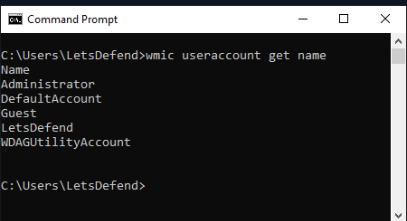 Command Prompt
C:\Users\LetsDefend>wmic useraccount get name
Name
Administrator
DefaultAccount
Guest
LetsDefend
WDAGUtilityAccount
C:\Users\LetsDefend>